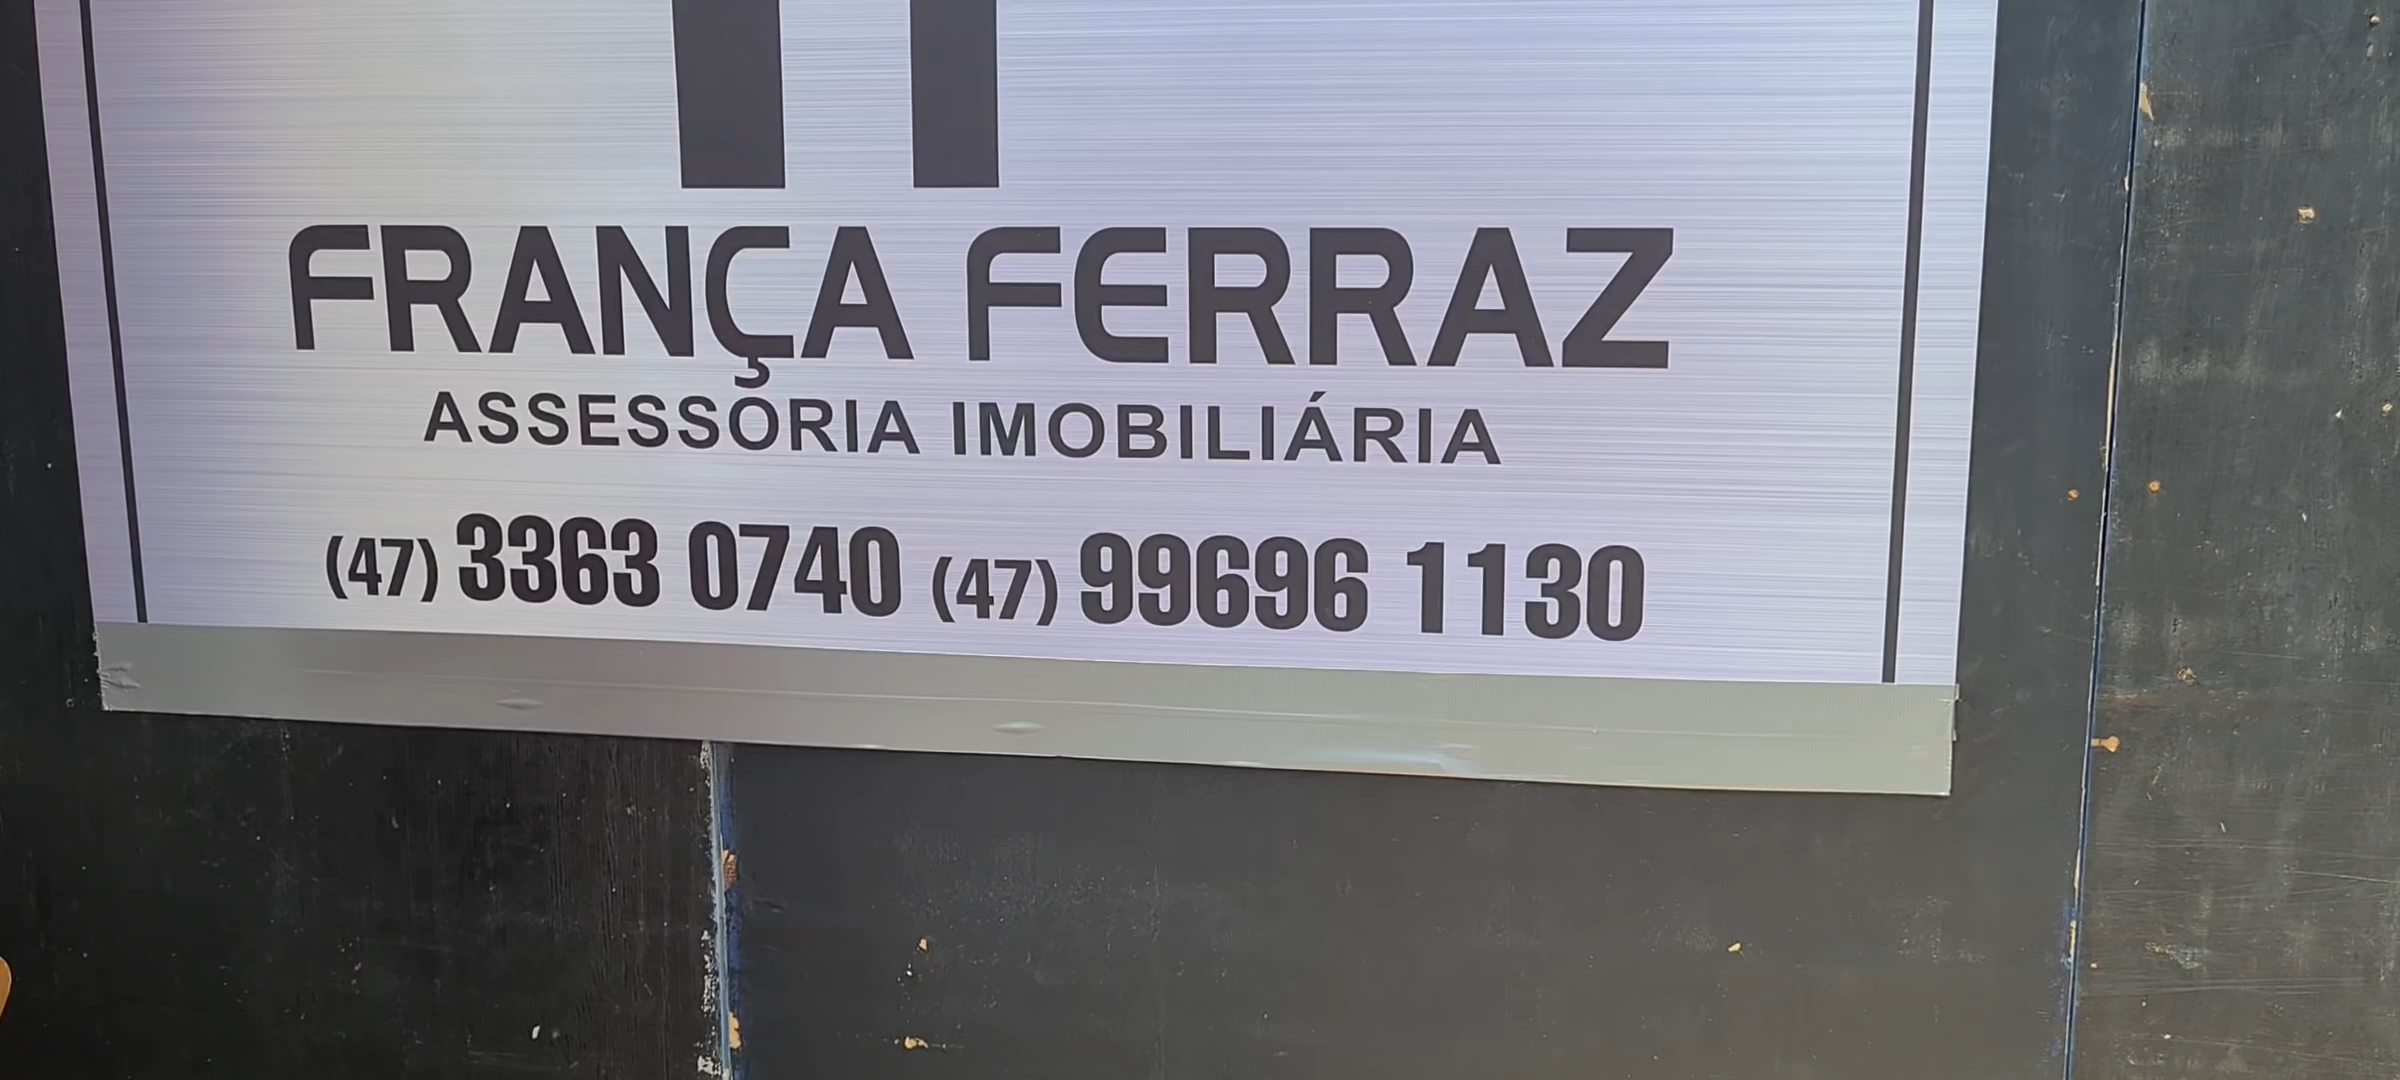 FRANÇA FERRAZ
ASSESSORIA IMOBILIÁRIA
(47) 3363 0740 (47) 99696 1130